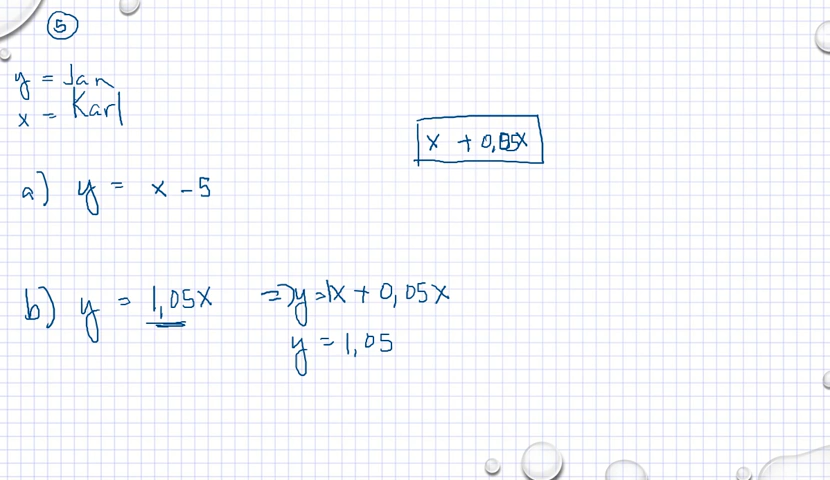 5
y = Jan
x = Karl
x + 0,05x
a) y = x - 5
b) y = 1,05x => y = 1x + 0,05x
y = 1,05